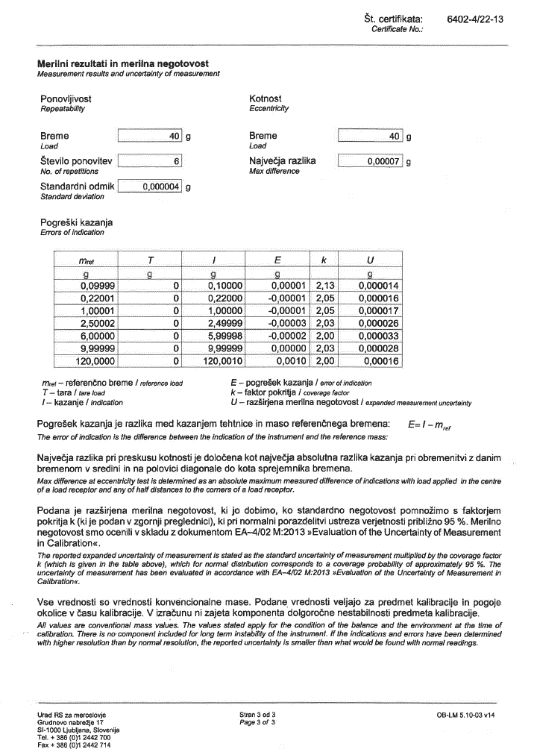 Št. certifikata: 6402-4/22-13
Certificate No.:
Merilni rezultati in merilna negotovost
Measurement results and uncertainty of measurement
Ponovljivost Kotnost
Repeatability Eccentricity
Breme 40 g Breme 40 g
Load Load
Število ponovitev 6 Največja razlika 0,00007 g
No. of repetitions Max difference
Standardni odmik 0,000004 g
Standard deviation
Pogreški kazanja
Errors of indication
mref T I E k U
g g g g g
0,09999 0 0,10000 0,00001 2,13 0,000014
0,22001 0 0,22000 -0,00001 2,05 0,000016
1,00001 0 1,00000 -0,00001 2,05 0,000017
2,50002 0 2,49999 -0,00003 2,03 0,000026
6,00000 0 5,99998 -0,00002 2,00 0,000033
9,99999 0 9,99999 0,00000 2,03 0,000028
120,0000 0 120,0010 0,0010 2,00 0,00016
mref – referenčno breme / reference load E – pogrešek kazanja / error of indication
T – tara / tare load k – faktor pokritja / coverage factor
I – kazanje / indication U – razširjena merilna negotovost / expanded measurement uncertainty
Pogrešek kazanja je razlika med kazanjem tehtnice in maso referenčnega bremena: E= I – mref
The error of indication is the difference between the indication of the instrument and the reference mass:
Največja razlika pri preskusu kotnosti je določena kot največja absolutna razlika kazanja pri obremenitvi z danim
bremenom v sredini in na polovici diagonale do kota sprejemnika bremena.
Max difference at eccentricity test is determined as an absolute maximum measured difference of indications with load applied in the centre
of a load receptor and any of half distances to the corners of a load receptor.
Podana je razširjena merilna negotovost, ki jo dobimo, ko standardno negotovost pomnožimo s faktorjem
pokritja k (ki je podan v zgornji preglednici), ki pri normalni porazdelitvi ustreza verjetnosti približno 95 %. Merilno
negotovost smo ocenili v skladu z dokumentom EA–4/02 M:2013 »Evaluation of the Uncertainty of Measurement
in Calibration«.
The reported expanded uncertainty of measurement is stated as the standard uncertainty of measurement multiplied by the coverage factor
k (which is given in the table above), which for normal distribution corresponds to a coverage probability of approximately 95 %. The
uncertainty of measurement has been evaluated in accordance with EA–4/02 M:2013 »Evaluation of the Uncertainty of Measurement in
Calibration«.
Vse vrednosti so vrednosti konvencionalne mase. Podane vrednosti veljajo za predmet kalibracije in pogoje
okolice v času kalibracije. V izračunu ni zajeta komponenta dolgoročne nestabilnosti predmeta kalibracije.
All values are conventional mass values. The values stated apply for the condition of the balance and the environment at the time of
calibration. There is no component included for long term instability of the instrument. If the indications and errors have been determined
with higher resolution than by normal resolution, the reported uncertainty is smaller than what would be found with normal readings.
Urad RS za meroslovje Stran 3 od 3 OB-LM 5.10-03 v14
Grudnovo nabrežje 17 Page 3 of 3
SI-1000 Ljubljana, Slovenija
Tel. + 386 (0)1 2442 700
Fax + 386 (0)1 2442 714